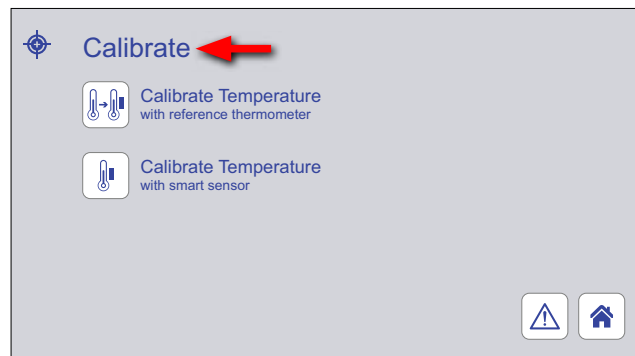 Calibrate
Calibrate Temperature
with reference thermometer
Calibrate Temperature
with smart sensor